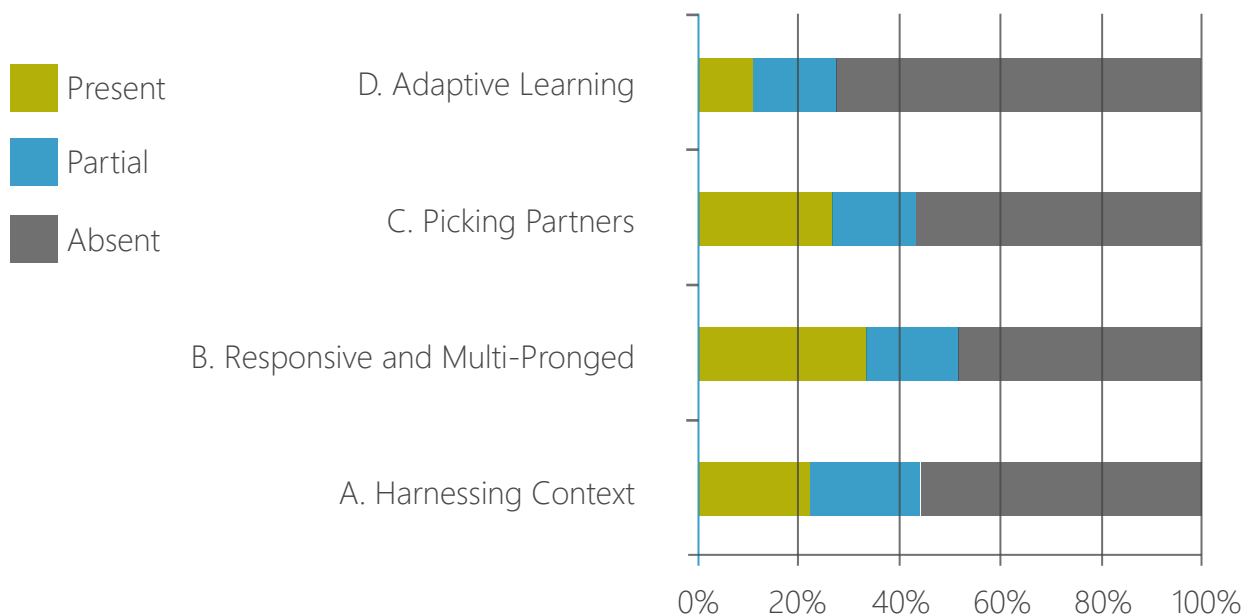 Present
Partial
Absent
D. Adaptive Learning
C. Picking Partners
B. Responsive and Multi-Pronged
A. Harnessing Context
0% 20% 40% 60% 80% 100%